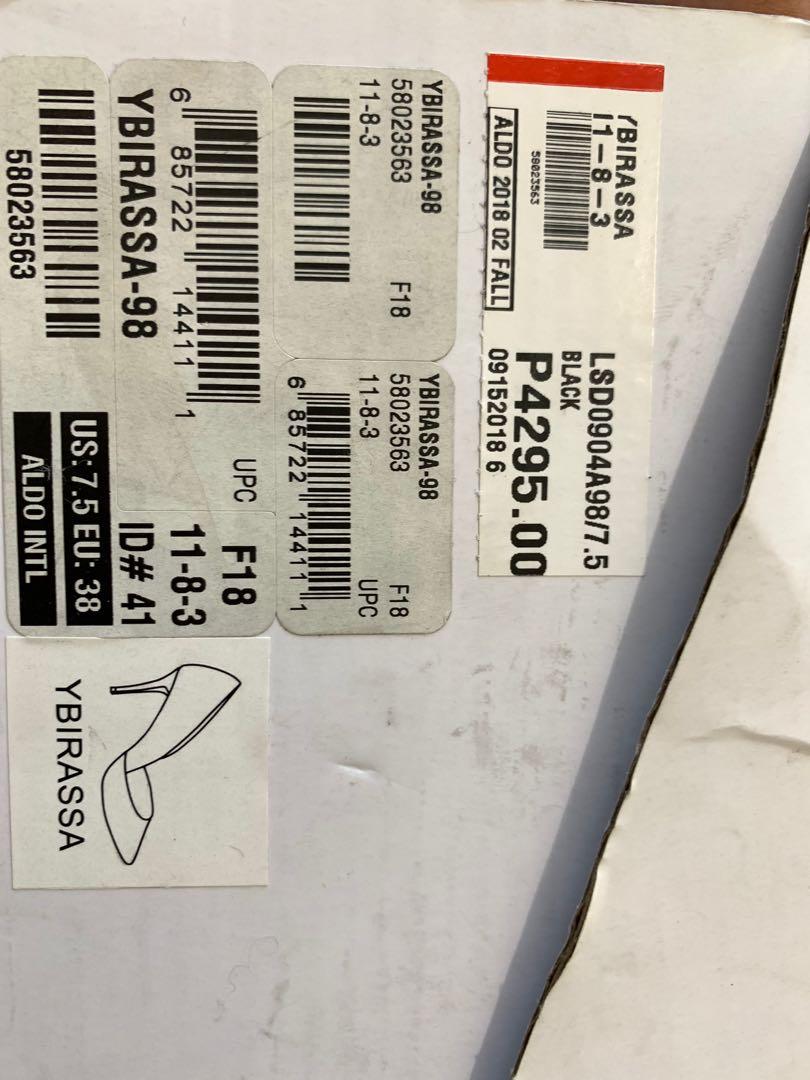 YBIRASSA
11-8-3
58023563
ALDO 2018 02 FALL
LSD0904A98/7.5
BLACK
P4295.00
09152018 6
YBIRASSA-98
58023563
11-8-3
F18
YBIRASSA-98
58023563
11-8-3
F18
UPC
6 85722 14411 1
6 85722 14411 1
UPC
YBIRASSA-98
F18
11-8-3
ID# 41
58023563
US: 7.5 EU: 38
ALDO INTL
YBIRASSA